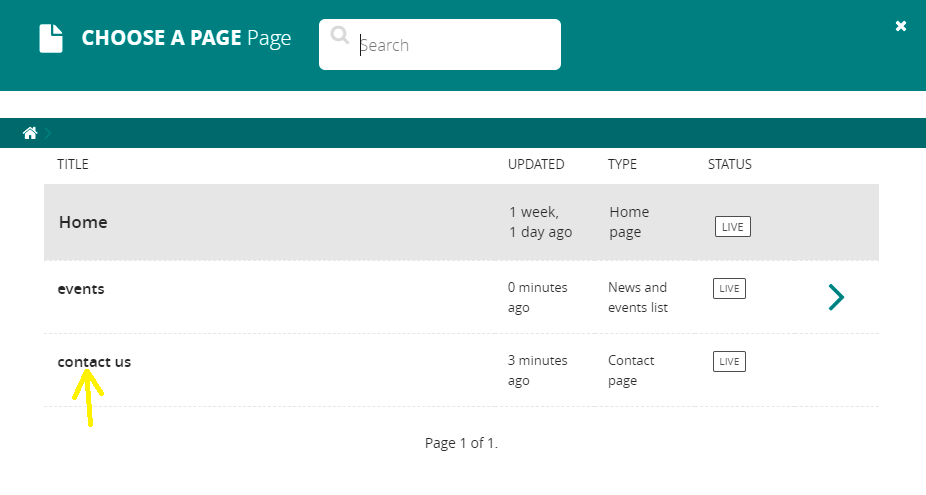 CHOOSE A PAGE Page
Search
TITLE UPDATED TYPE STATUS
Home 1 week, 1 day ago Home page LIVE
events 0 minutes ago News and events list LIVE
contact us 3 minutes ago Contact page LIVE
Page 1 of 1.